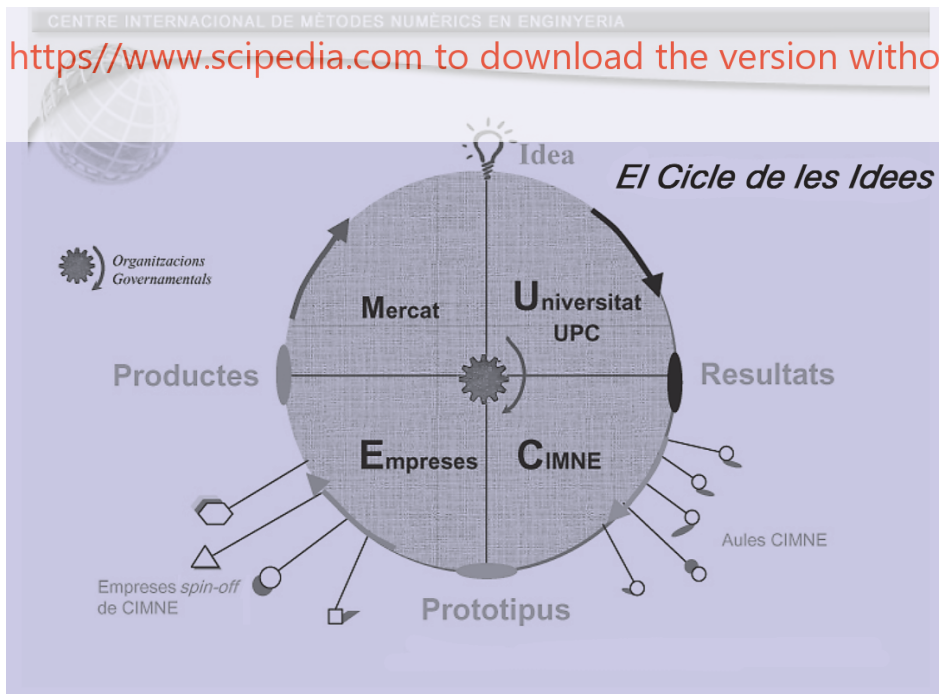 CENTRE INTERNACIONAL DE MÈTODES NUMÈRICS EN ENGINYERIA
https//www.scipedia.com to download the version witho
Idea
El Cicle de les Idees
Organitzacions
Governamentals
Mercat
Universitat
UPC
Productes
Resultats
Empreses
CIMNE
Aules CIMNE
Empreses spin-off
de CIMNE
Prototipus